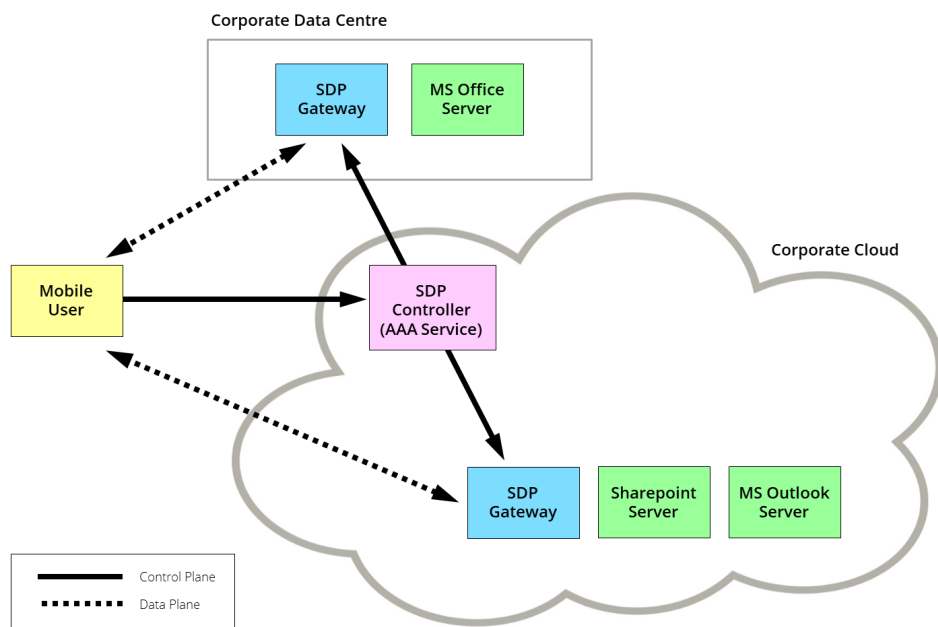 Corporate Data Centre
SDP
Gateway
MS Office
Server
Corporate Cloud
Mobile
User
SDP
Controller
(AAA Service)
SDP
Gateway
Sharepoint
Server
MS Outlook
Server
Control Plane
Data Plane